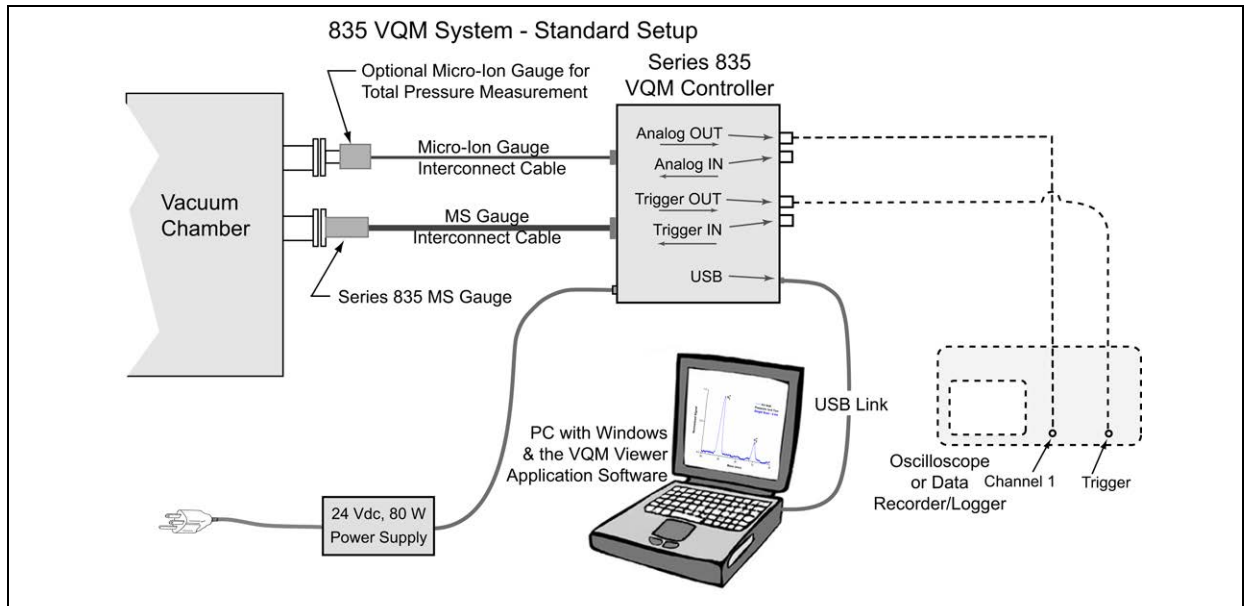 835 VQM System - Standard Setup
Optional Micro-Ion Gauge for
Total Pressure Measurement
Series 835
VQM Controller
Micro-Ion Gauge
Interconnect Cable
Analog OUT
Analog IN
Trigger OUT
Trigger IN
USB
Vacuum
Chamber
MS Gauge
Interconnect Cable
Series 835 MS Gauge
USB Link
PC with Windows
& the VQM Viewer
Application Software
24 Vdc, 80 W
Power Supply
Oscilloscope
or Data
Recorder/Logger
Channel 1
Trigger